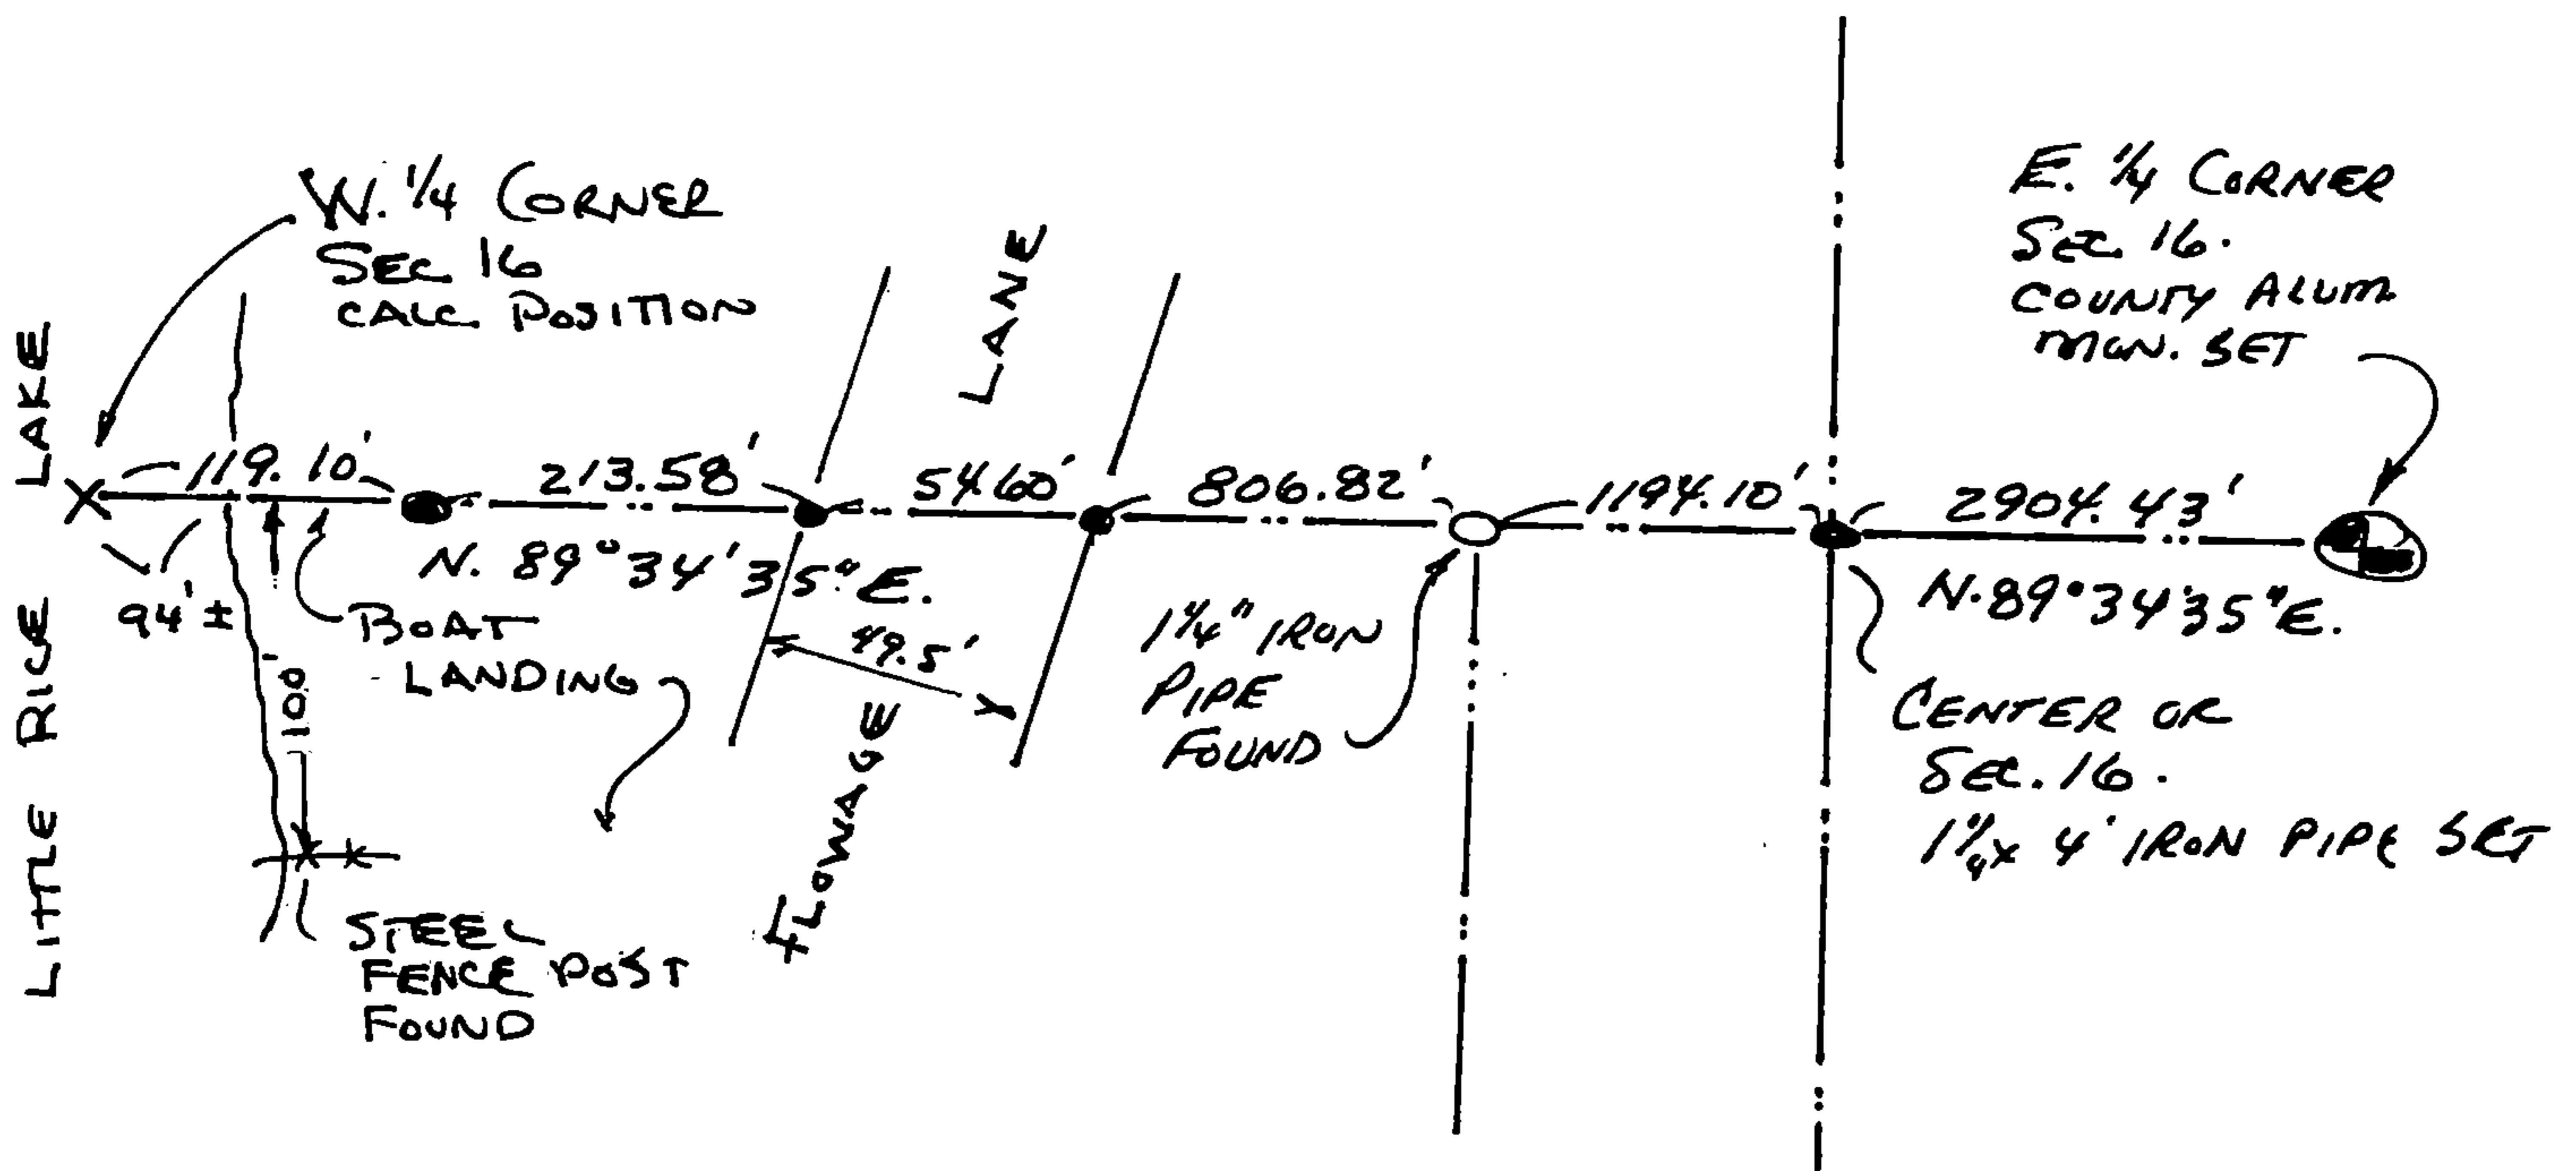 W. 1/4 CORNER
SEC 16
CALC. POSITION
E. 1/4 CORNER
SEC. 16.
COUNTY ALUM.
MON. SET
LITTLE RICE LAKE
FLOWAGE LANE
119.10'
213.58'
54.60'
806.82'
1194.10'
2904.43'
N. 89°34'35"E.
N. 89°34'35"E.
94'±
BOAT
LANDING
100'
49.5'
1 1/4" IRON
PIPE
FOUND
CENTER OF
SEC. 16.
1 1/4" x 4' IRON PIPE SET
STEEL
FENCE POST
FOUND